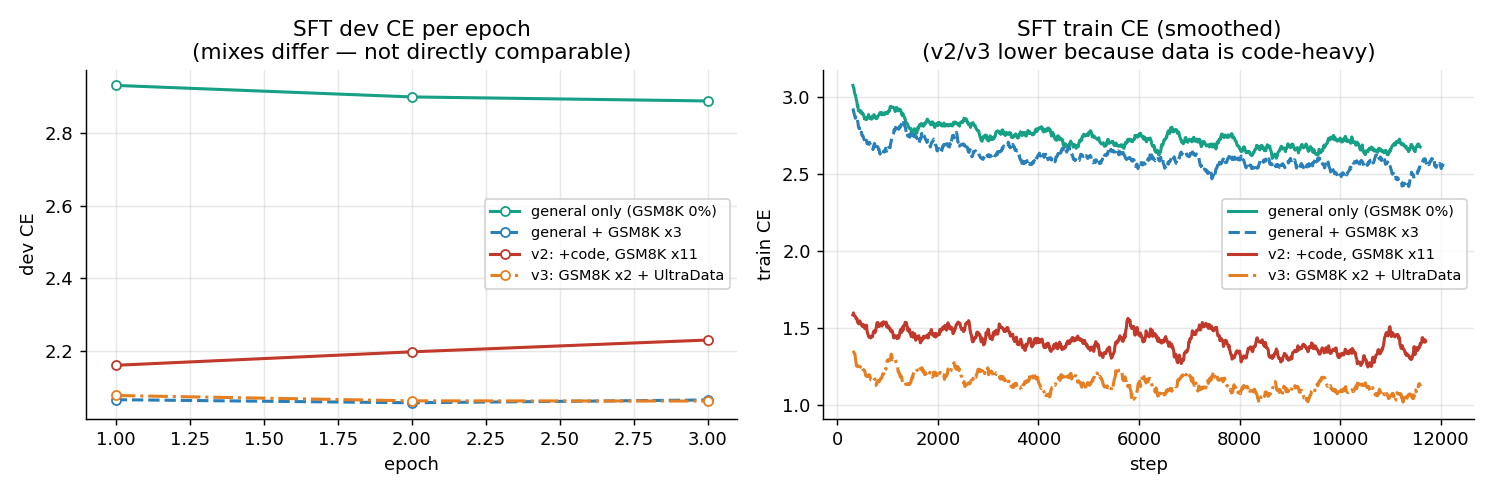 SFT dev CE per epoch
(mixes differ — not directly comparable)
dev CE
2.8
2.6
2.4
2.2
general only (GSM8K 0%)
general + GSM8K x3
v2: +code, GSM8K x11
v3: GSM8K x2 + UltraData
1.00 1.25 1.50 1.75 2.00 2.25 2.50 2.75 3.00
epoch
SFT train CE (smoothed)
(v2/v3 lower because data is code-heavy)
train CE
3.0
2.5
2.0
1.5
1.0
general only (GSM8K 0%)
general + GSM8K x3
v2: +code, GSM8K x11
v3: GSM8K x2 + UltraData
0 2000 4000 6000 8000 10000 12000
step